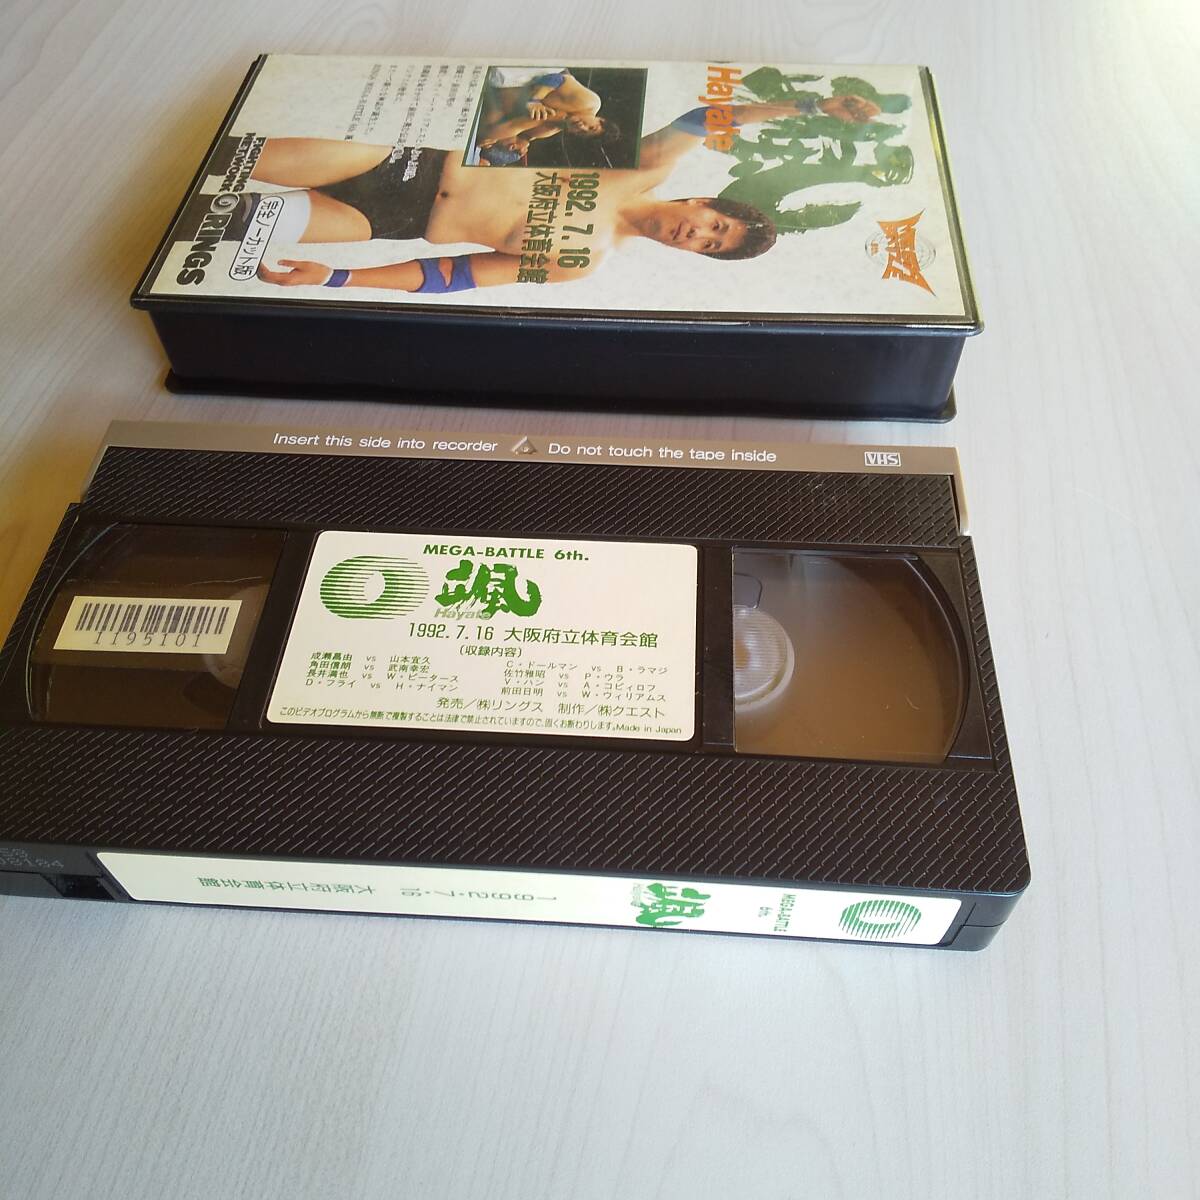 颯
Hayate
1992. 7. 16
大阪府立体育会館
FIGHTING
NETWORK RINGS
完全ノーカット版
Insert this side into recorder Do not touch the tape inside VHS
MEGA-BATTLE 6th.
颯
Hayate
1992. 7. 16 大阪府立体育会館
(収録内容)
成瀬昌由 vs 山本宜久
角田信朗 vs 武南幸宏
長井満也 vs W・ピータース
D・フライ vs H・ナイマン
C・ドールマン vs B・ラマジ
佐竹雅昭 vs P・ウラ
V・ハン vs A・コピィロフ
前田日明 vs W・ウィリアムス
発売／㈱リングス 制作／㈱クエスト
このビデオプログラムから無断で複製することは法律で禁止されていますので、固くお断わりします。Made in Japan
1195101
MEGA-BATTLE
6th.
颯
Hayate
1992・7・16
大阪府立体育会館